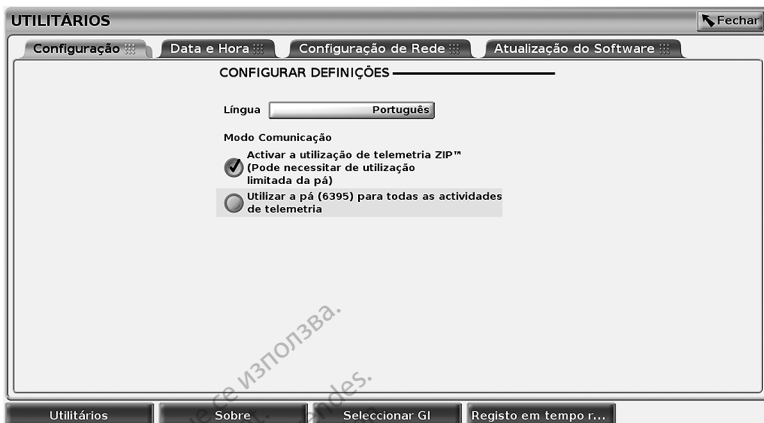 UTILITÁRIOS
Fechar
Configuração
Data e Hora
Configuração de Rede
Atualização do Software
CONFIGURAR DEFINIÇÕES
Língua Português
Modo Comunicação
Activar a utilização de telemetria ZIP™
(Pode necessitar de utilização
limitada da pá)
Utilizar a pá (6395) para todas as actividades
de telemetria
се използва.
Utilitários
Sobre
Seleccionar GI
Registo em tempo r...